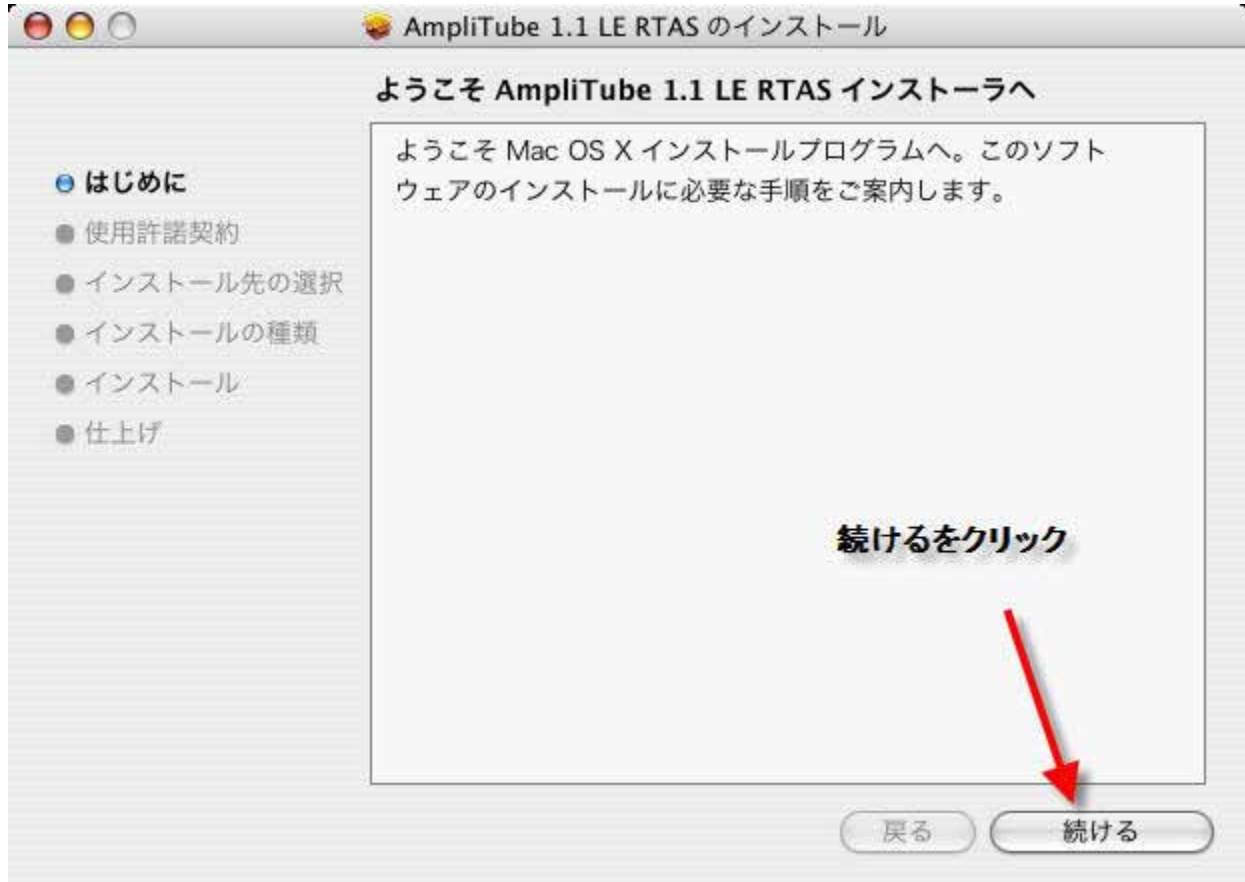 AmpliTube 1.1 LE RTAS のインストール
ようこそ AmpliTube 1.1 LE RTAS インストーラへ
はじめに
使用許諾契約
インストール先の選択
インストールの種類
インストール
仕上げ
ようこそ Mac OS X インストールプログラムへ。このソフト
ウェアのインストールに必要な手順をご案内します。
続けるをクリック
戻る
続ける